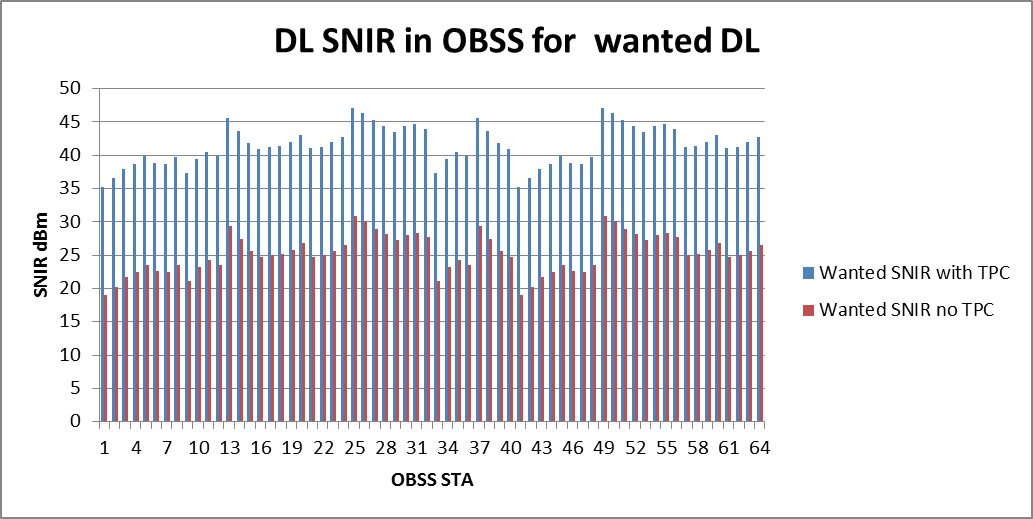 DL SNIR in OBSS for  wanted DL
50
45
40
35
30
25
20
15
10
5
0
SNIR dBm
1 4 7 10 13 16 19 22 25 28 31 34 37 40 43 46 49 52 55 58 61 64
OBSS STA
Wanted SNIR with TPC
Wanted SNIR no TPC